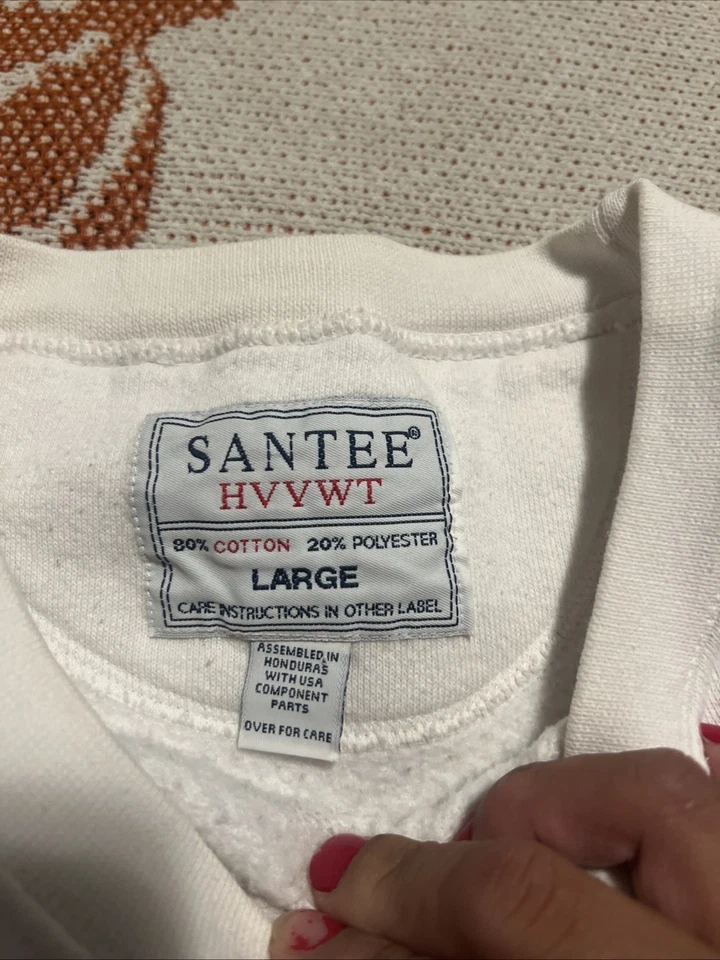 SANTEE®
HVYWT
80% COTTON 20% POLYESTER
LARGE
CARE INSTRUCTIONS IN OTHER LABEL
ASSEMBLED IN
HONDURAS
WITH USA
COMPONENT
PARTS
OVER FOR CARE